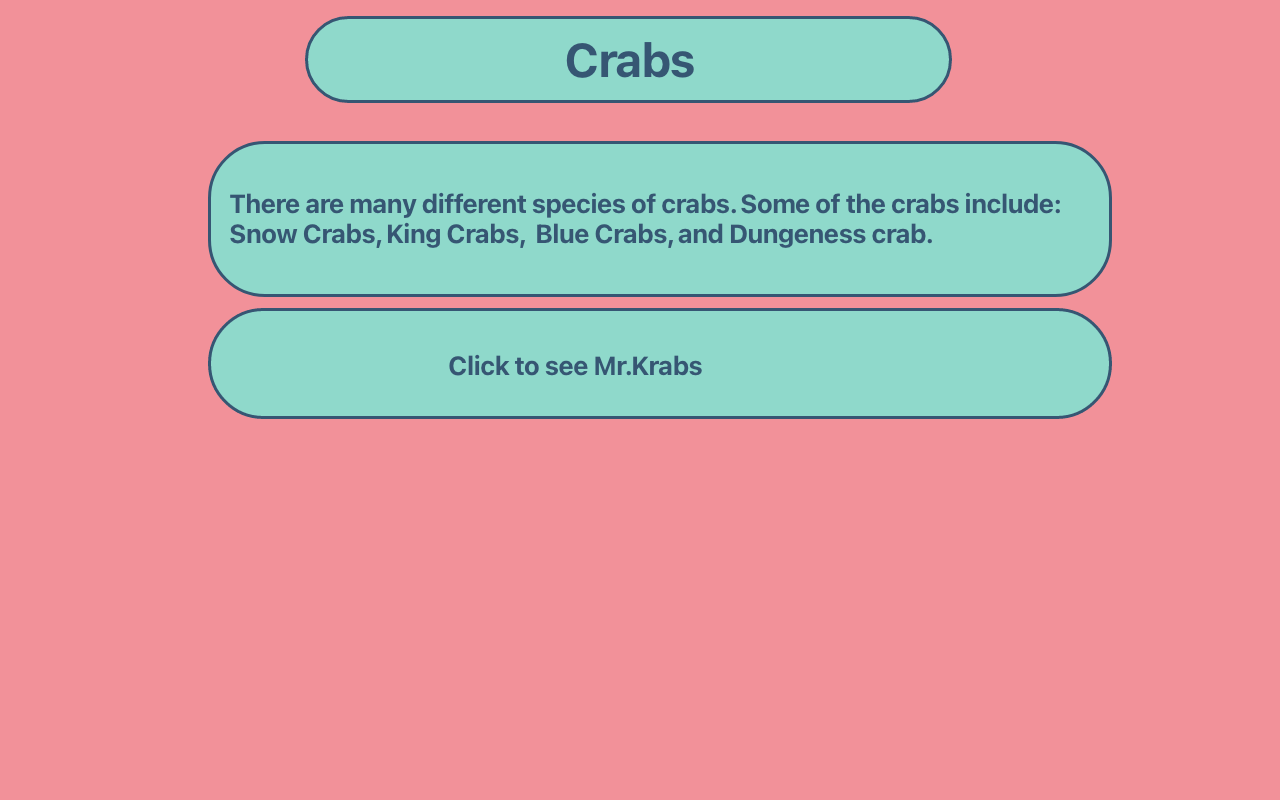 Crabs
There are many different species of crabs. Some of the crabs include:
Snow Crabs, King Crabs,  Blue Crabs, and Dungeness crab.
Click to see Mr.Krabs